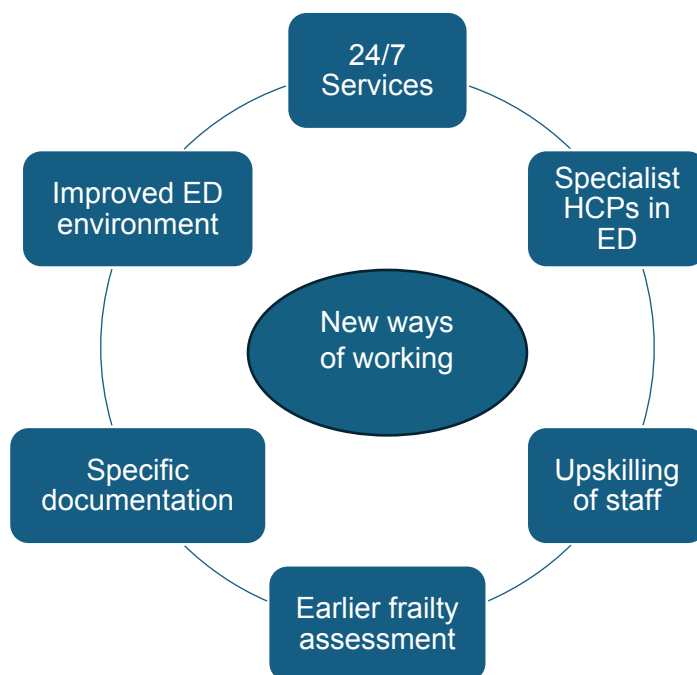 24/7
Services
Specialist
HCPs in
ED
Upskilling
of staff
Earlier frailty
assessment
Specific
documentation
Improved ED
environment
New ways
of working